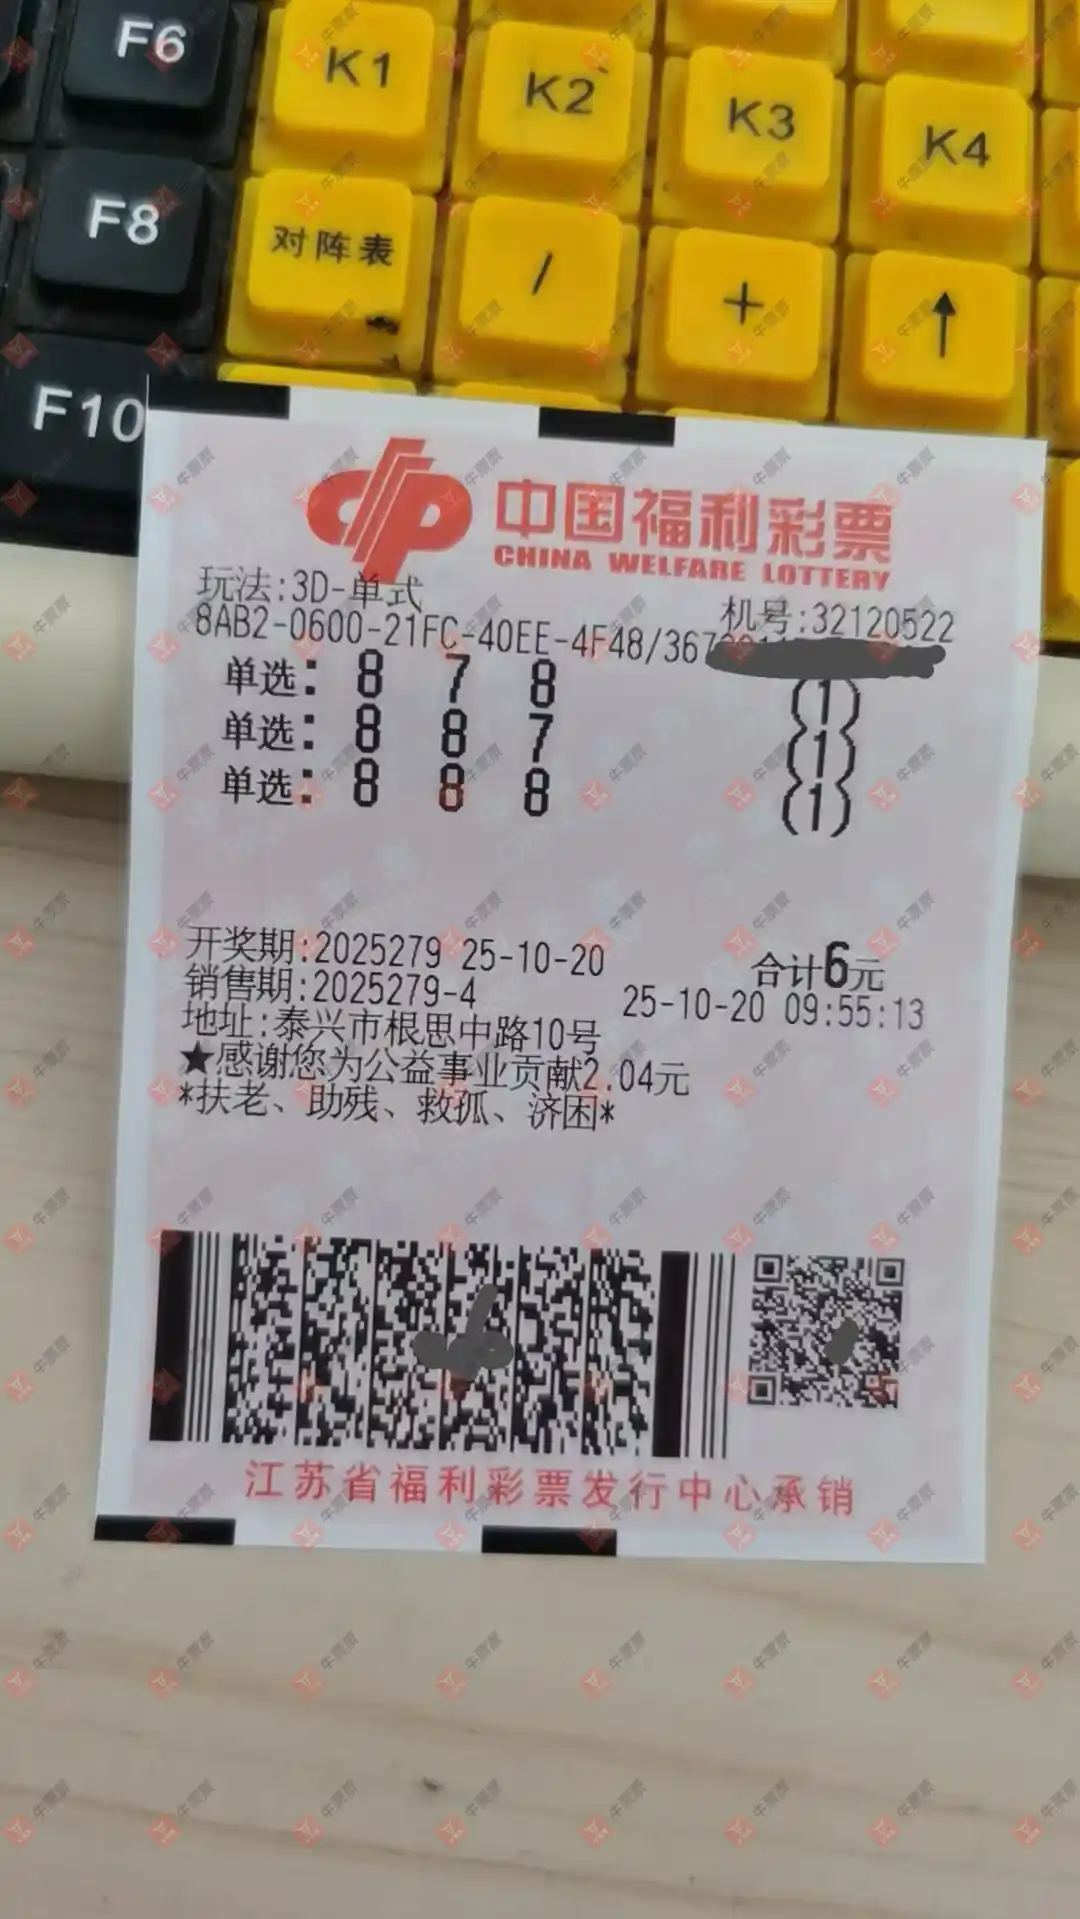 F6
K1
K2
K3
K4
F8
对阵表
/
+
↑
F10
中国福利彩票
CHINA WELFARE LOTTERY
玩法:3D-单式
机号:32120522
8AB2-0600-21FC-40EE-4F48/367
单选: 8 7 8 (1)
单选: 8 8 7 (1)
单选: 8 8 8 (1)
开奖期:2025279 25-10-20 合计6元
销售期:2025279-4 25-10-20 09:55:13
地址:泰兴市根思中路10号
★感谢您为公益事业贡献2.04元
*扶老、助残、救孤、济困*
江苏省福利彩票发行中心承销
牛票票